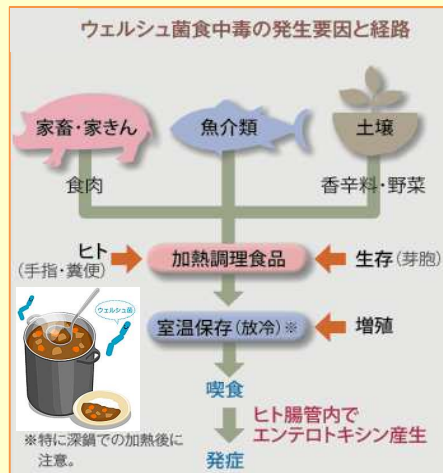 ウェルシュ菌食中毒の発生要因と経路
家畜・家きん
魚介類
土壌
食肉
香辛料・野菜
ヒト
(手指・糞便)
加熱調理食品
生存(芽胞)
ウェルシュ菌
室温保存(放冷)※
増殖
喫食
ヒト腸管内で
エンテロトキシン産生
※特に深鍋での加熱後に
注意。
発症